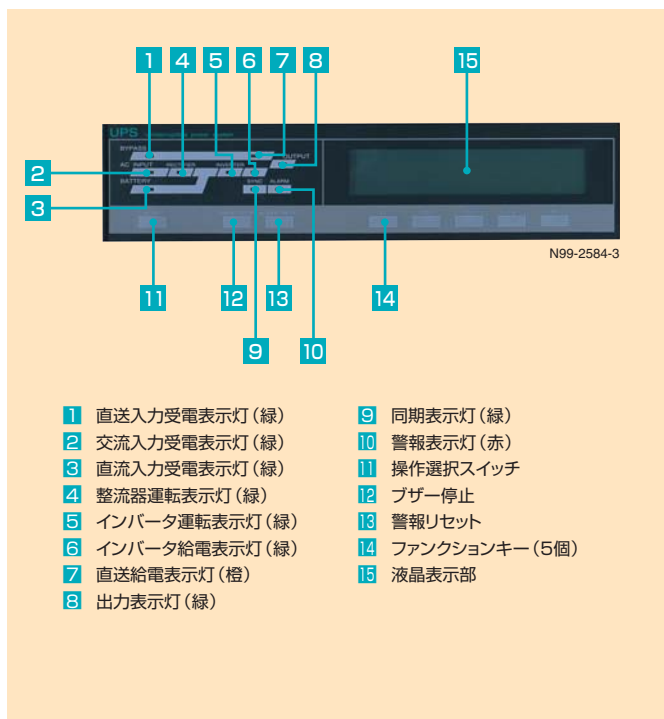 1 4 5 6 7 8 15
UPS uninterruptible power system
BYPASS
OUTPUT
AC INPUT RECTIFIER INVERTER
2
BATTERY
SYNC ALARM
3
N99-2584-3
11 12 13 14
9 10
1 直送入力受電表示灯(緑)
2 交流入力受電表示灯(緑)
3 直流入力受電表示灯(緑)
4 整流器運転表示灯(緑)
5 インバータ運転表示灯(緑)
6 インバータ給電表示灯(緑)
7 直送給電表示灯(橙)
8 出力表示灯(緑)
9 同期表示灯(緑)
10 警報表示灯(赤)
11 操作選択スイッチ
12 ブザー停止
13 警報リセット
14 ファンクションキー(5個)
15 液晶表示部